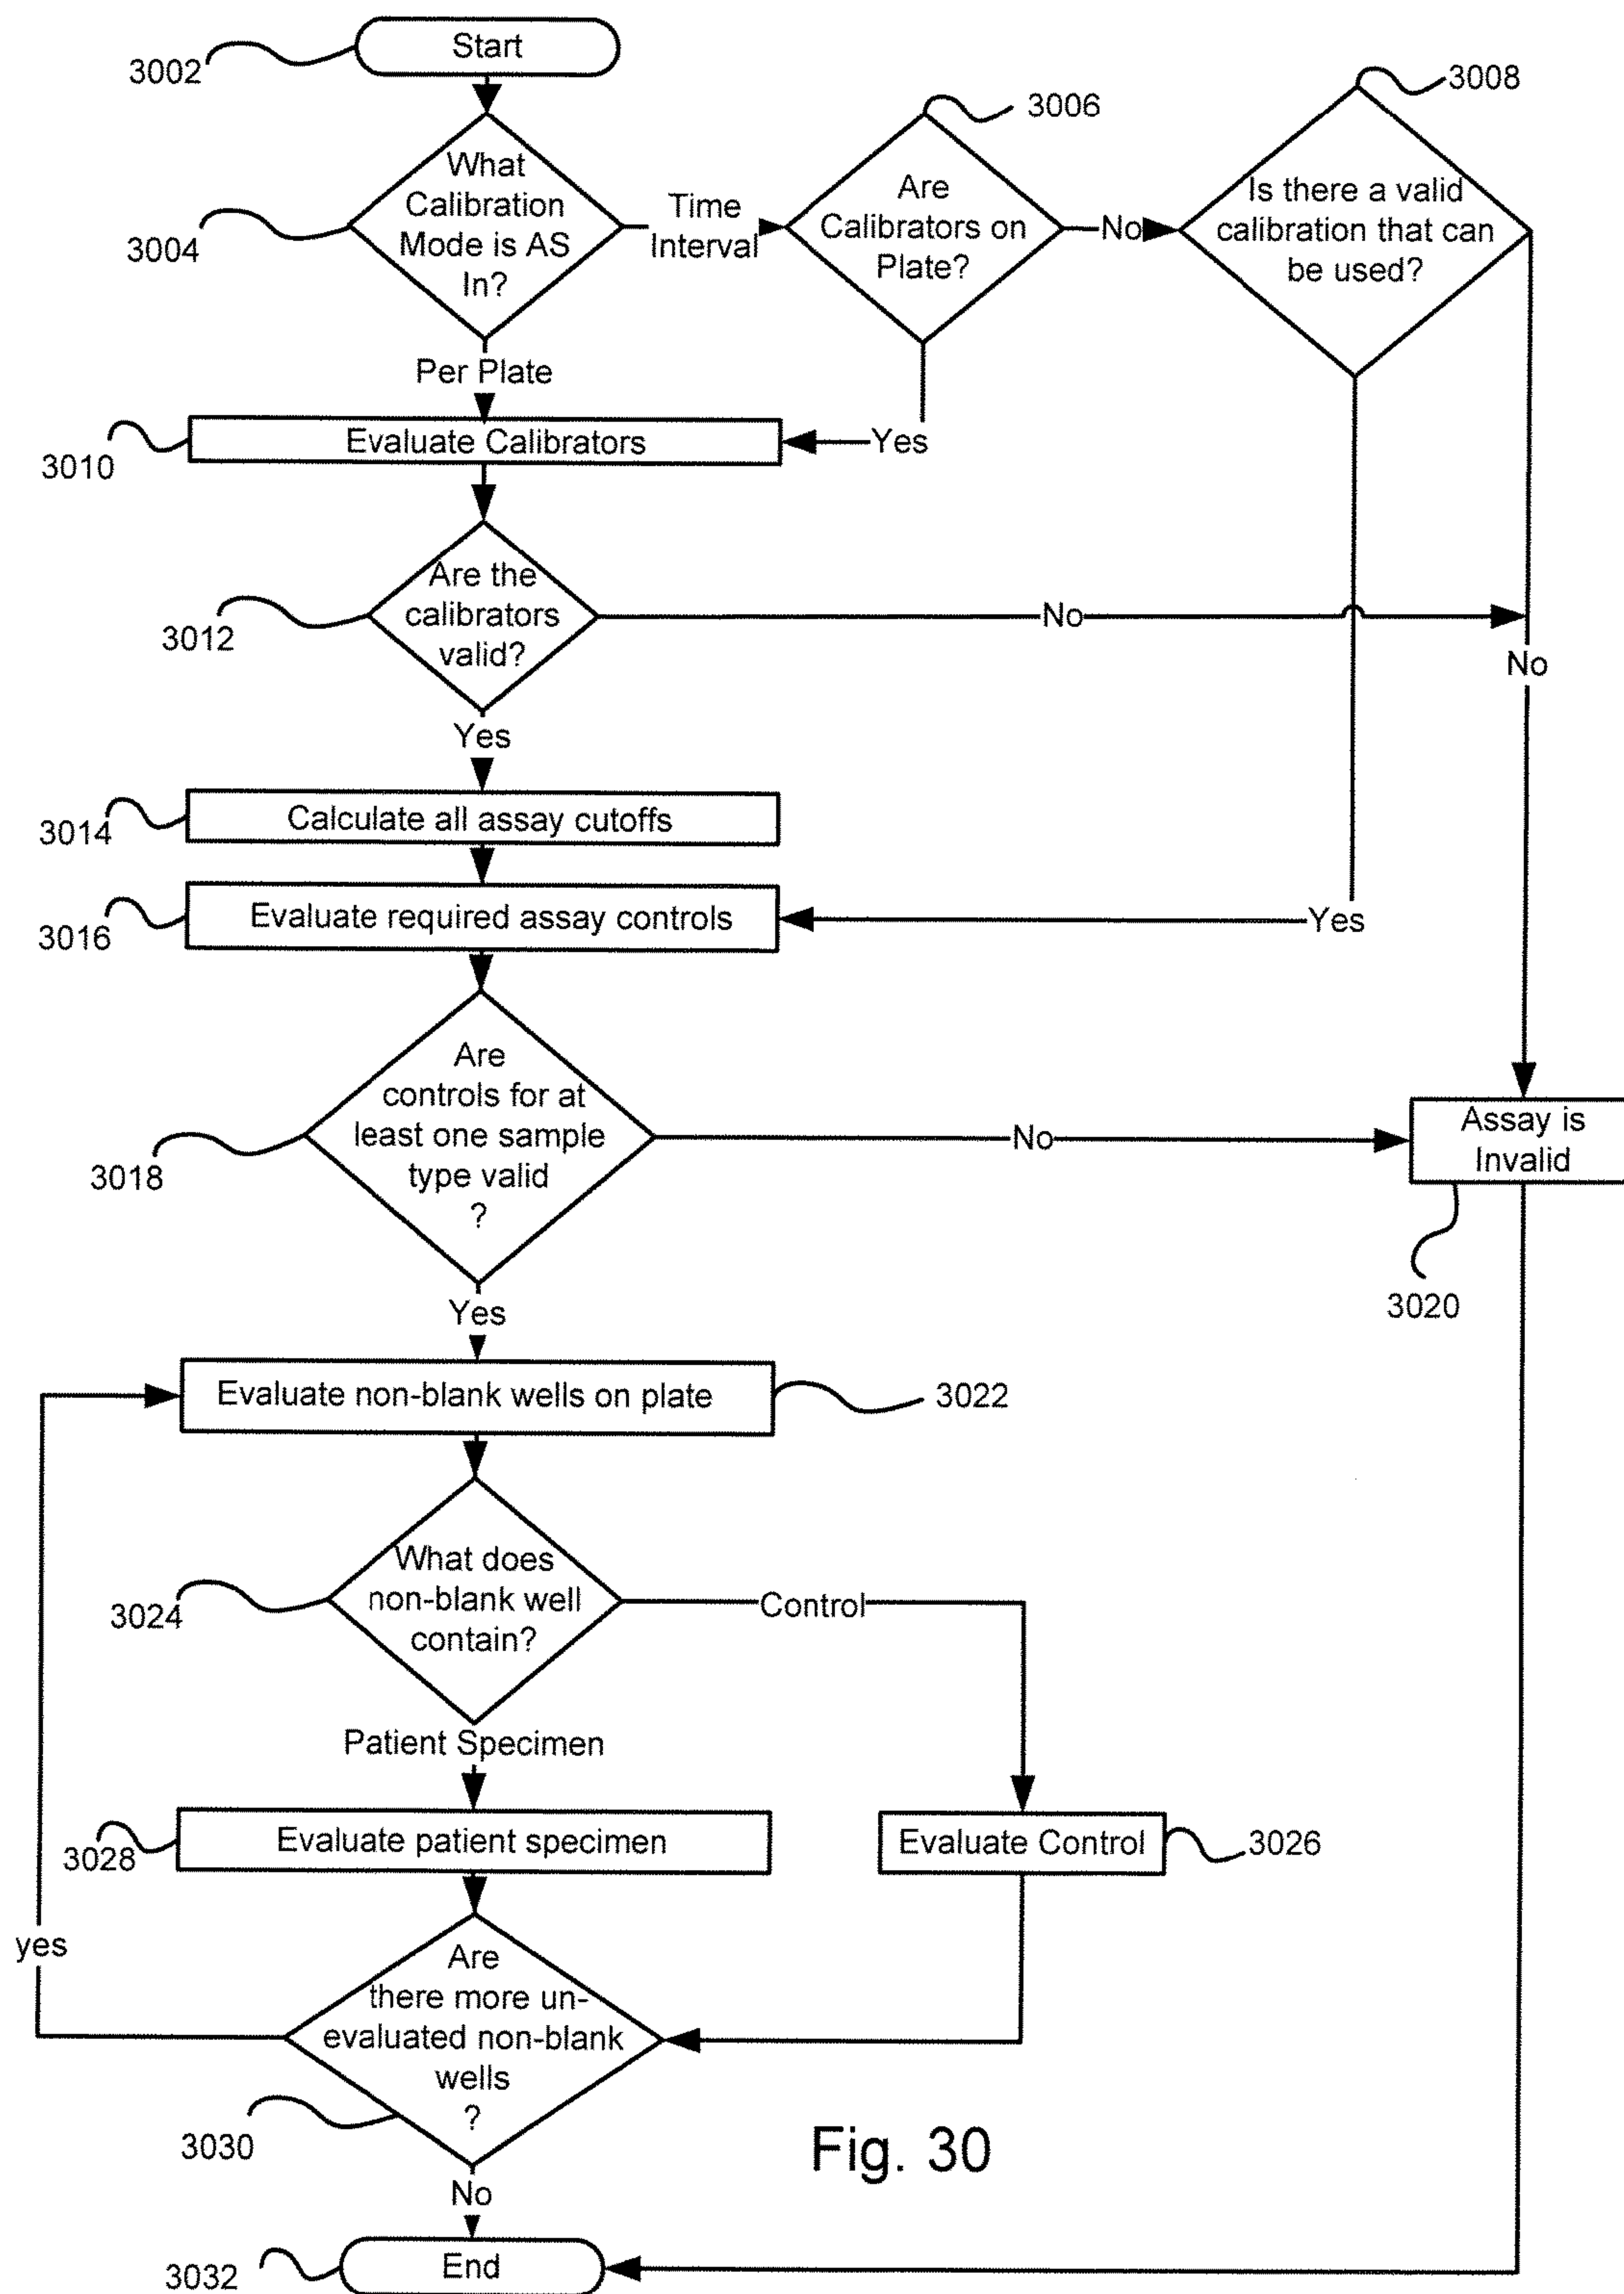 Start
3002
3008
3006
What
Calibration
Mode is AS
In?
3004
Time
Interval
Are
Calibrators on
Plate?
No
Is there a valid
calibration that can
be used?
Per Plate
Evaluate Calibrators
Yes
3010
Are the
calibrators
valid?
3012
No
No
Yes
Calculate all assay cutoffs
3014
Evaluate required assay controls
Yes
3016
Are
controls for at
least one sample
type valid
?
3018
No
Assay is
Invalid
3020
Yes
Evaluate non-blank wells on plate
3022
What does
non-blank well
contain?
3024
Control
Patient Specimen
Evaluate patient specimen
3028
Evaluate Control
3026
yes
Are
there more un-
evaluated non-blank
wells
?
3030
Fig. 30
No
End
3032